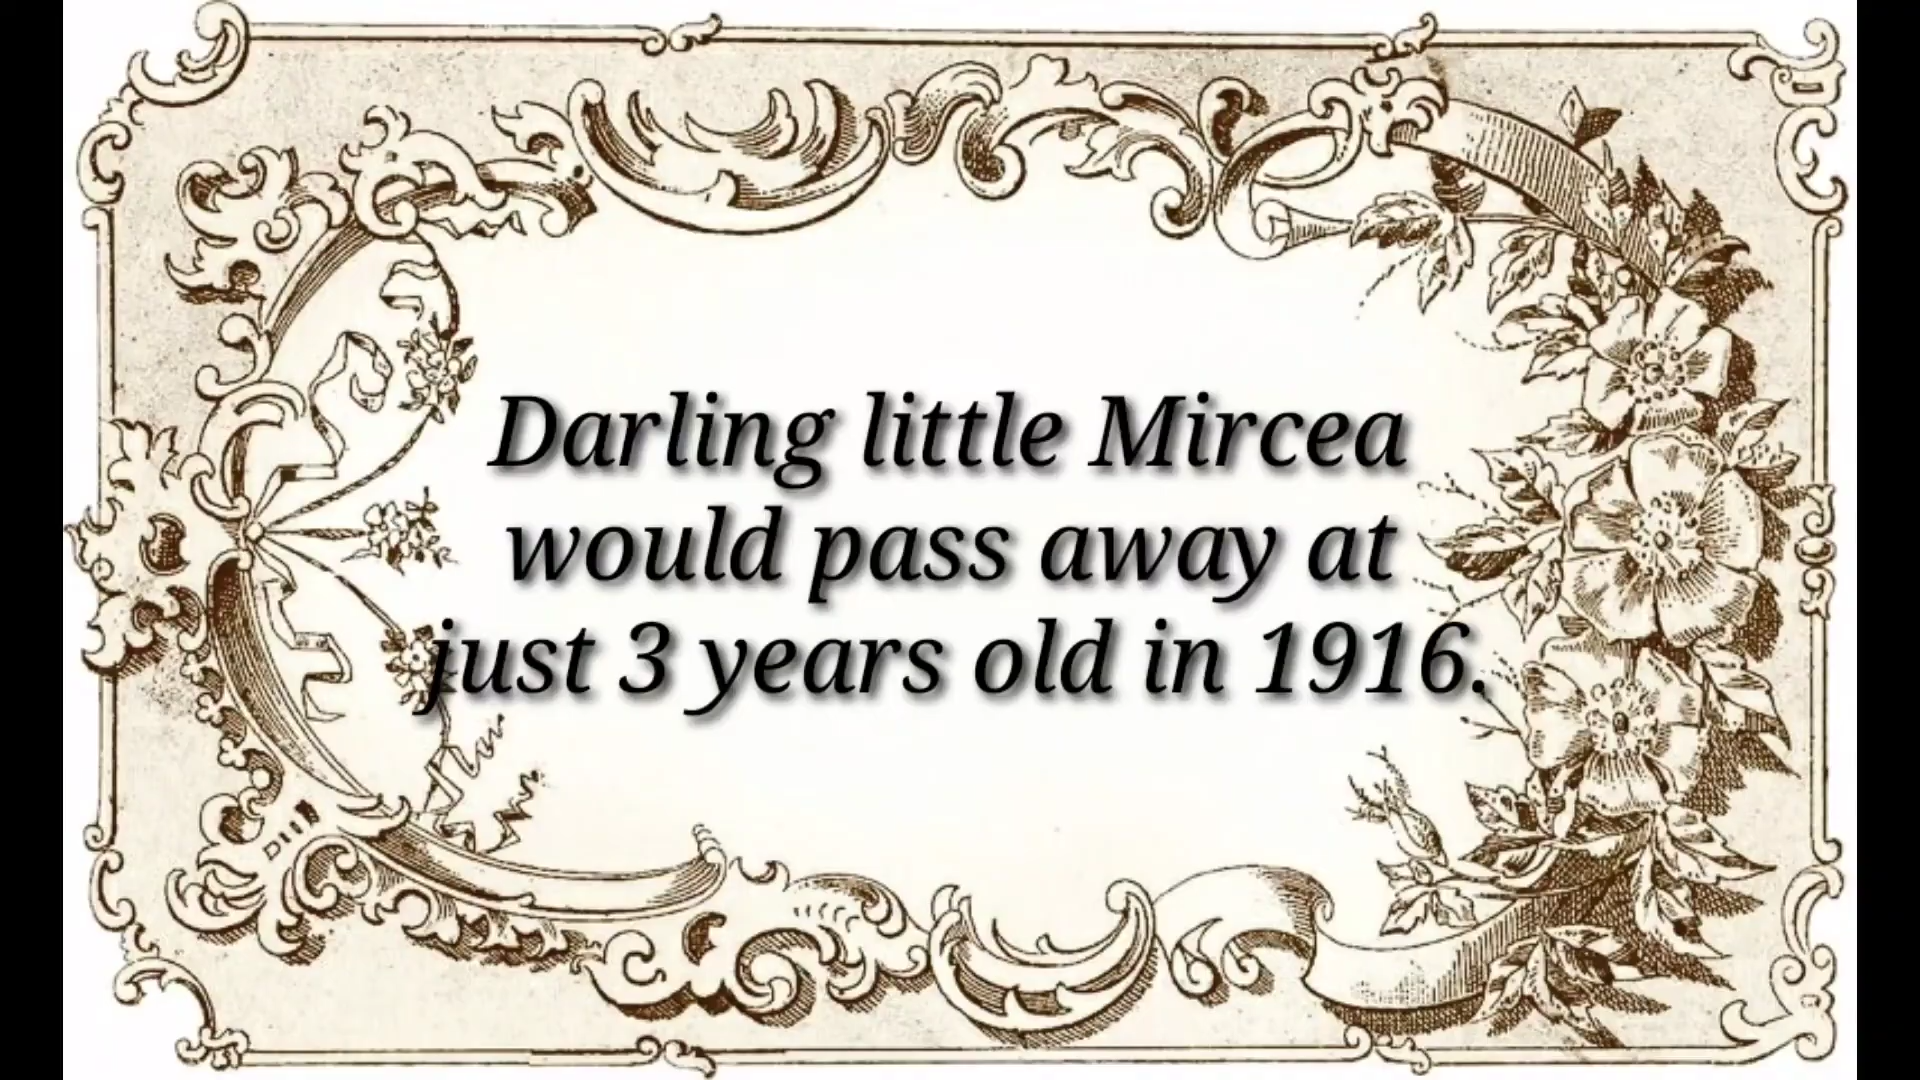 Darling little Mircea
would pass away at
just 3 years old in 1916.